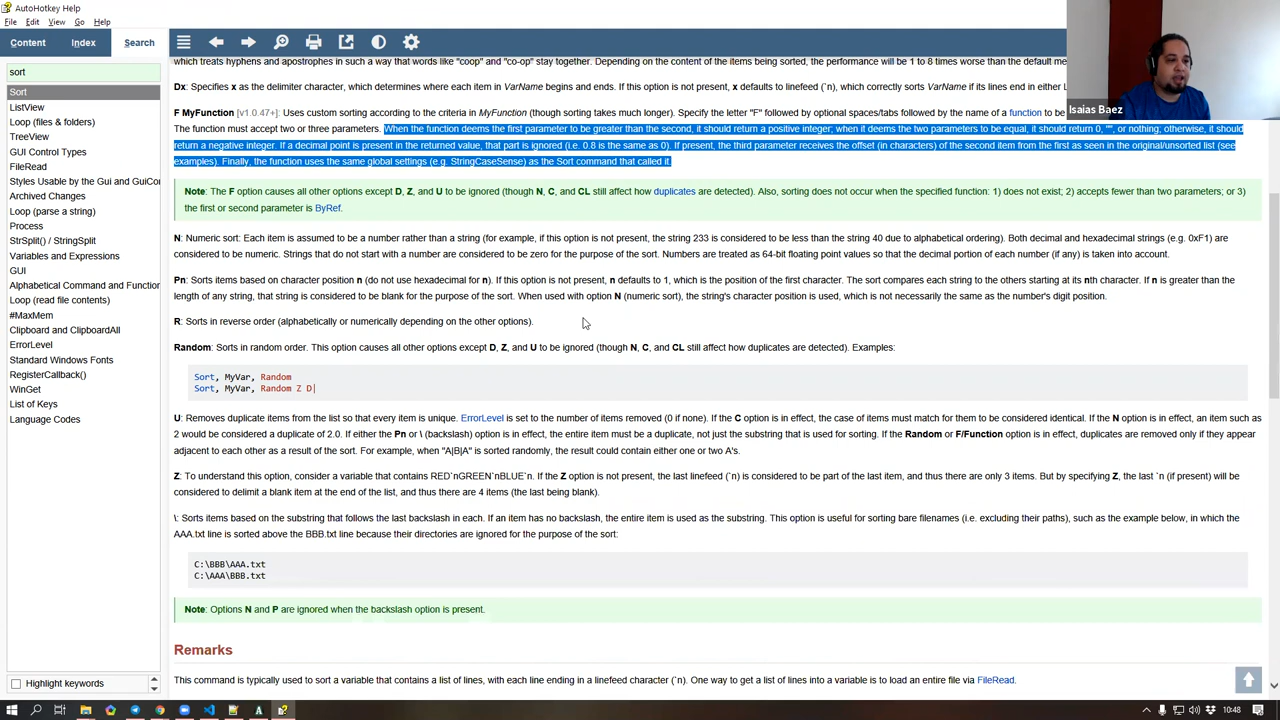 AutoHotkey Help
File Edit View Go Help
Content Index Search
sort
Sort
ListView
Loop (files & folders)
TreeView
GUI Control Types
FileRead
Styles Usable by the Gui and GuiCor
Archived Changes
Loop (parse a string)
Process
StrSplit() / StringSplit
Variables and Expressions
GUI
Alphabetical Command and Function
Loop (read file contents)
#MaxMem
Clipboard and ClipboardAll
ErrorLevel
Standard Windows Fonts
RegisterCallback()
WinGet
List of Keys
Language Codes
Highlight keywords
which treats hyphens and apostrophes in such a way that words like "coop" and "co-op" stay together. Depending on the content of the items being sorted, the performance will be 1 to 8 times worse than the default me
Dx: Specifies x as the delimiter character, which determines where each item in VarName begins and ends. If this option is not present, x defaults to linefeed (`n), which correctly sorts VarName if its lines end in either L
F MyFunction [v1.0.47+]: Uses custom sorting according to the criteria in MyFunction (though sorting takes much longer). Specify the letter "F" followed by optional spaces/tabs followed by the name of a function to be
The function must accept two or three parameters. When the function deems the first parameter to be greater than the second, it should return a positive integer; when it deems the two parameters to be equal, it should return 0, "", or nothing; otherwise, it should
return a negative integer. If a decimal point is present in the returned value, that part is ignored (i.e. 0.8 is the same as 0). If present, the third parameter receives the offset (in characters) of the second item from the first as seen in the original/unsorted list (see
examples). Finally, the function uses the same global settings (e.g. StringCaseSense) as the Sort command that called it.
Note: The F option causes all other options except D, Z, and U to be ignored (though N, C, and CL still affect how duplicates are detected). Also, sorting does not occur when the specified function: 1) does not exist; 2) accepts fewer than two parameters; or 3)
the first or second parameter is ByRef.
N: Numeric sort: Each item is assumed to be a number rather than a string (for example, if this option is not present, the string 233 is considered to be less than the string 40 due to alphabetical ordering). Both decimal and hexadecimal strings (e.g. 0xF1) are
considered to be numeric. Strings that do not start with a number are considered to be zero for the purpose of the sort. Numbers are treated as 64-bit floating point values so that the decimal portion of each number (if any) is taken into account.
Pn: Sorts items based on character position n (do not use hexadecimal for n). If this option is not present, n defaults to 1, which is the position of the first character. The sort compares each string to the others starting at its nth character. If n is greater than the
length of any string, that string is considered to be blank for the purpose of the sort. When used with option N (numeric sort), the string's character position is used, which is not necessarily the same as the number's digit position.
R: Sorts in reverse order (alphabetically or numerically depending on the other options).
Random: Sorts in random order. This option causes all other options except D, Z, and U to be ignored (though N, C, and CL still affect how duplicates are detected). Examples:
Sort, MyVar, Random
Sort, MyVar, Random Z D|
U: Removes duplicate items from the list so that every item is unique. ErrorLevel is set to the number of items removed (0 if none). If the C option is in effect, the case of items must match for them to be considered identical. If the N option is in effect, an item such as
2 would be considered a duplicate of 2.0. If either the Pn or \ (backslash) option is in effect, the entire item must be a duplicate, not just the substring that is used for sorting. If the Random or F/Function option is in effect, duplicates are removed only if they appear
adjacent to each other as a result of the sort. For example, when "A|B|A" is sorted randomly, the result could contain either one or two A's.
Z: To understand this option, consider a variable that contains RED`nGREEN`nBLUE`n. If the Z option is not present, the last linefeed (`n) is considered to be part of the last item, and thus there are only 3 items. But by specifying Z, the last `n (if present) will be
considered to delimit a blank item at the end of the list, and thus there are 4 items (the last being blank).
\: Sorts items based on the substring that follows the last backslash in each. If an item has no backslash, the entire item is used as the substring. This option is useful for sorting bare filenames (i.e. excluding their paths), such as the example below, in which the
AAA.txt line is sorted above the BBB.txt line because their directories are ignored for the purpose of the sort:
C:\BBB\AAA.txt
C:\AAA\BBB.txt
Note: Options N and P are ignored when the backslash option is present.
Remarks
This command is typically used to sort a variable that contains a list of lines, with each line ending in a linefeed character (`n). One way to get a list of lines into a variable is to load an entire file via FileRead.
Isaias Baez
10:48